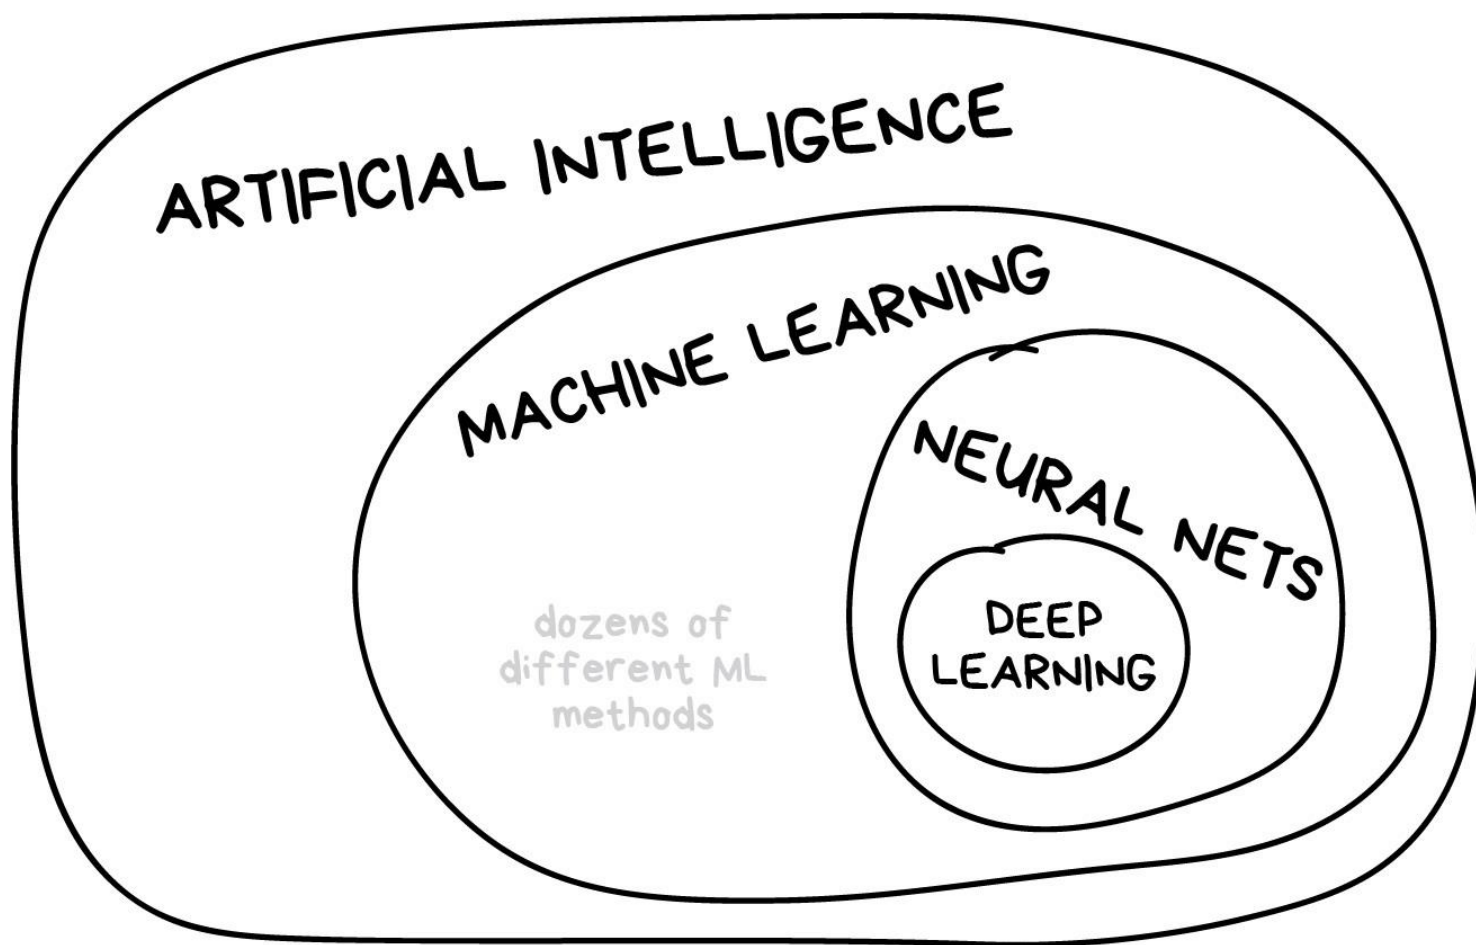 ARTIFICIAL INTELLIGENCE
MACHINE LEARNING
NEURAL NETS
DEEP
LEARNING
dozens of
different ML
methods